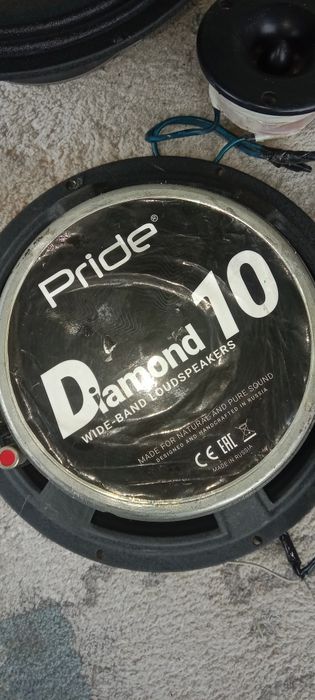 Pride®
Diamond 10
WIDE-BAND LOUDSPEAKERS
MADE FOR NATURAL AND PURE SOUND
DESIGNED AND HANDCRAFTED IN RUSSIA
CE EAC
MADE IN RUSSIA